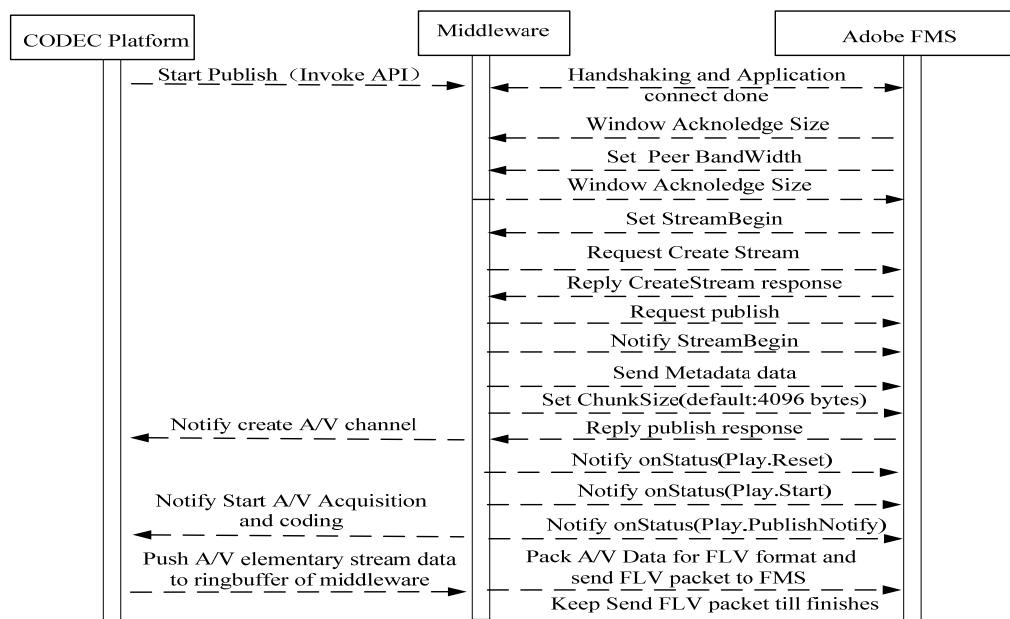 CODEC Platform
Middleware
Adobe FMS
Start Publish（Invoke API）
Handshaking and Application
connect done
Window Acknoledge Size
Set Peer BandWidth
Window Acknoledge Size
Set StreamBegin
Request Create Stream
Reply CreateStream response
Request publish
Notify StreamBegin
Send Metadata data
Set ChunkSize(default:4096 bytes)
Notify create A/V channel
Reply publish response
Notify onStatus(Play.Reset)
Notify Start A/V Acquisition
and coding
Notify onStatus(Play.Start)
Notify onStatus(Play.PublishNotify)
Push A/V elementary stream data
to ringbuffer of middleware
Pack A/V Data for FLV format and
send FLV packet to FMS
Keep Send FLV packet till finishes